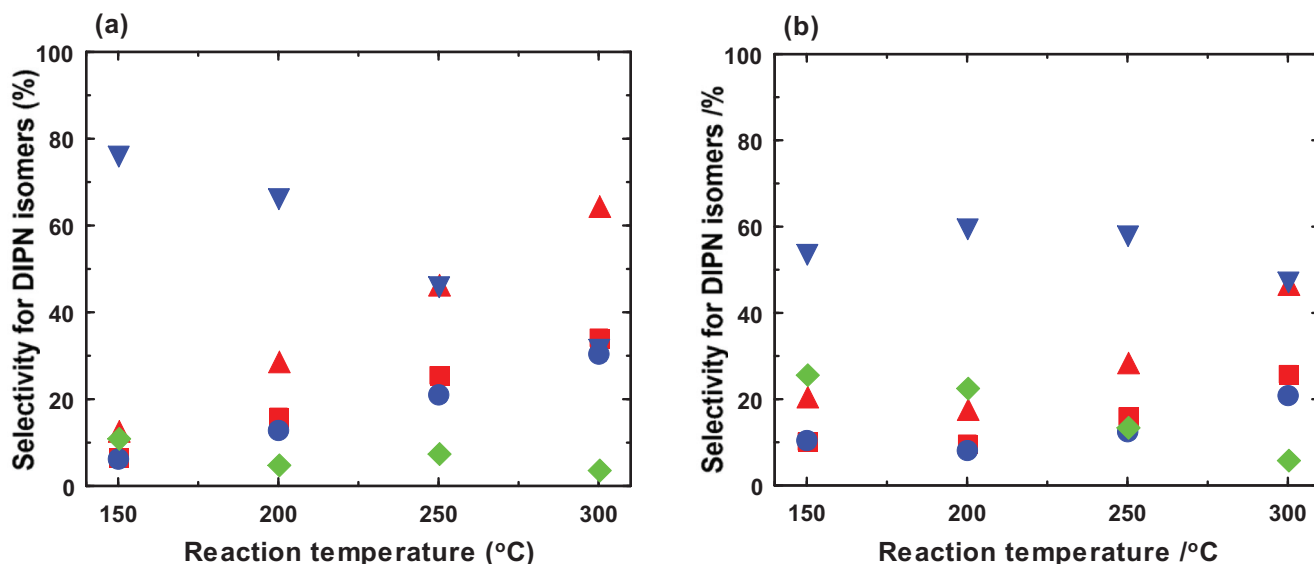 (a)
Selectivity for DIPN isomers (%)
100
80
60
40
20
0
150 200 250 300
Reaction temperature (°C)
(b)
Selectivity for DIPN isomers /%
100
80
60
40
20
0
150 200 250 300
Reaction temperature /°C